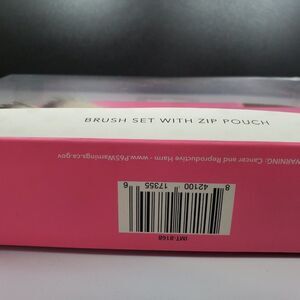 BRUSH SET WITH ZIP POUCH
WARNING: Cancer and Reproductive Harm - www.P65Warnings.ca.gov
8 42100 17355 6
IMT-8168